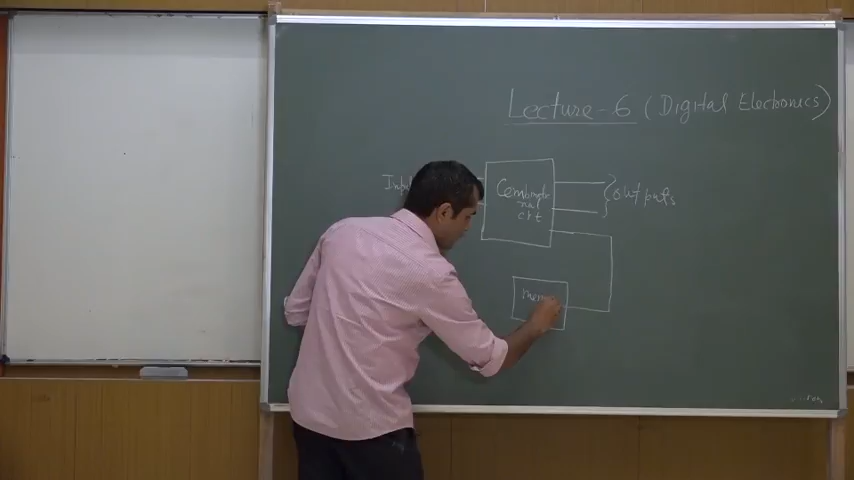 Lecture - 6 (Digital Electronics)
Combinatio
nal
ckt
outputs